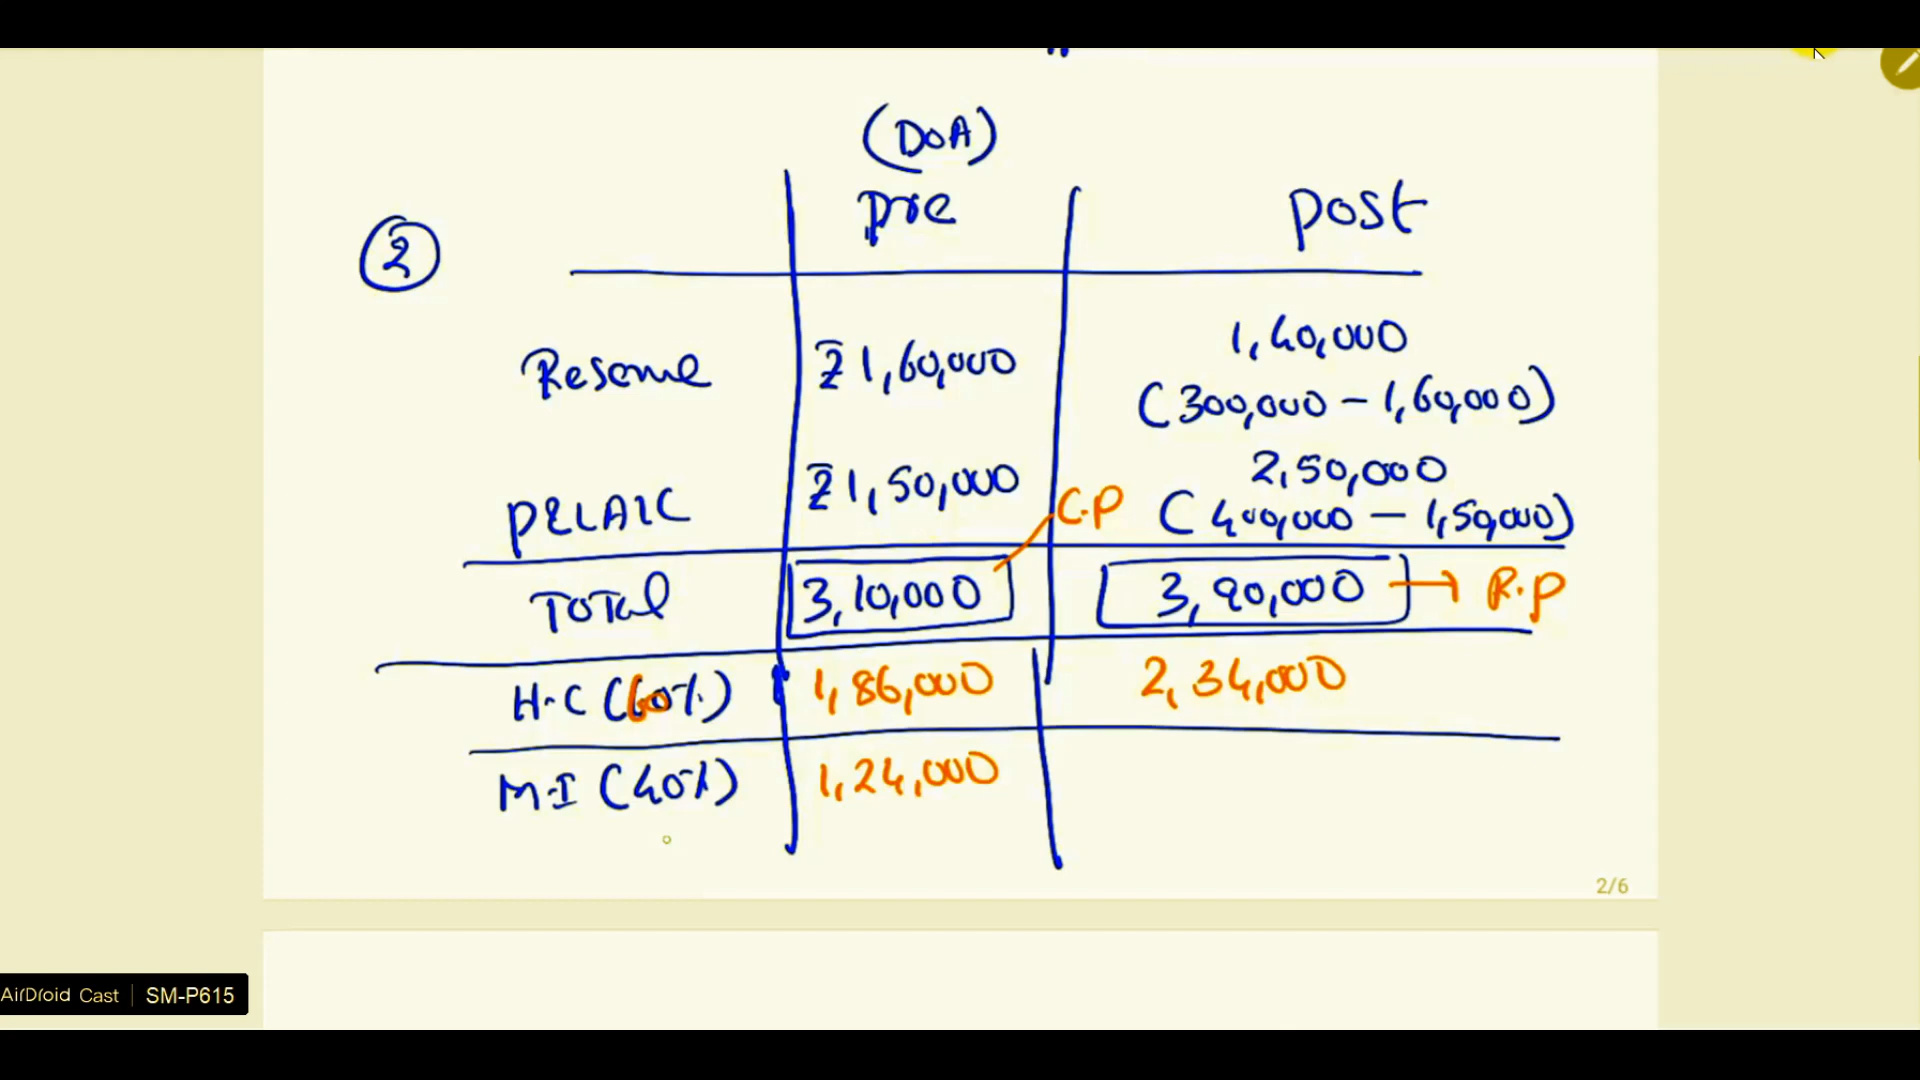 (DOA)
pre post
2
Reserve ₹1,60,000 1,40,000
(300,000 - 1,60,000)
P&LA/C ₹1,50,000 2,50,000
C.P (400,000 - 1,50,000)
TOTal 3,10,000 3,90,000 → R.P
H.C (60%) 1,86,000 2,34,000
M.I (40%) 1,24,000
2/6
AirDroid Cast | SM-P615